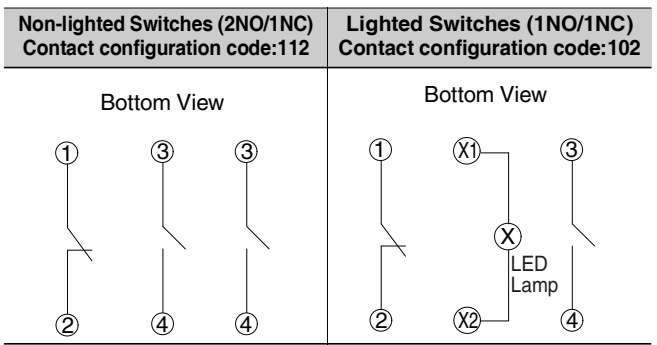 Non-lighted Switches (2NO/1NC)
Contact configuration code:112
Lighted Switches (1NO/1NC)
Contact configuration code:102
Bottom View
1 3 3
2 4 4
Bottom View
1 X1 3
X
LED
Lamp
2 X2 4